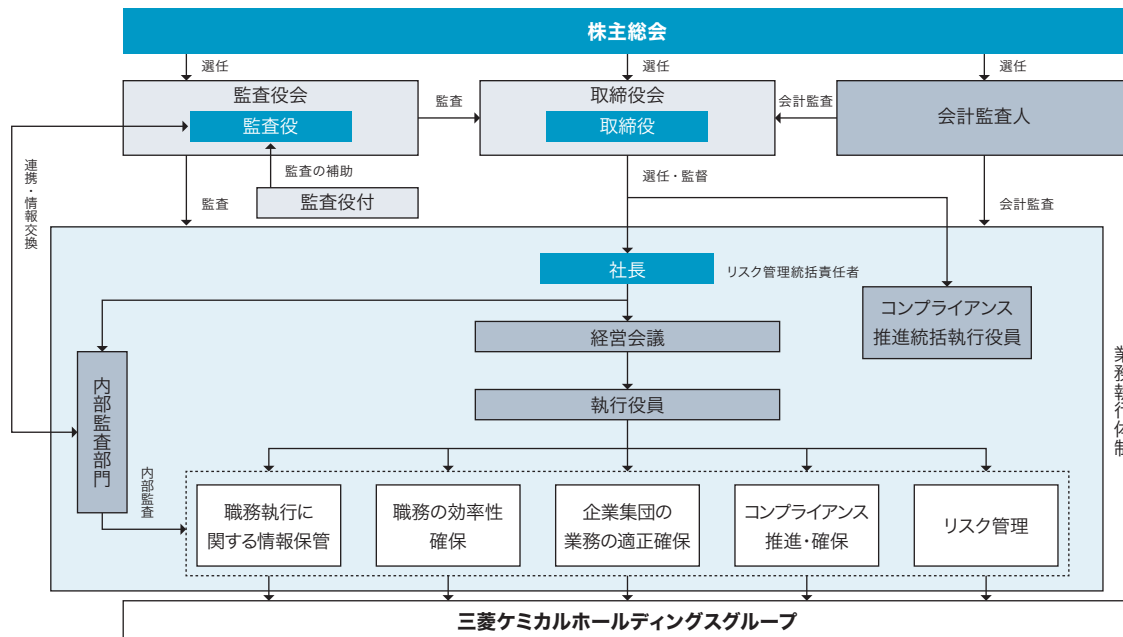 株主総会
選任
選任
選任
監査役会
監査役
監査
取締役会
取締役
会計監査
会計監査人
連携・情報交換
監査の補助
監査役付
監査
選任・監督
会計監査
社長
リスク管理統括責任者
コンプライアンス
推進統括執行役員
経営会議
執行役員
業務執行体制
内部監査部門
内部監査
職務執行に
関する情報保管
職務の効率性
確保
企業集団の
業務の適正確保
コンプライアンス
推進・確保
リスク管理
三菱ケミカルホールディングスグループ